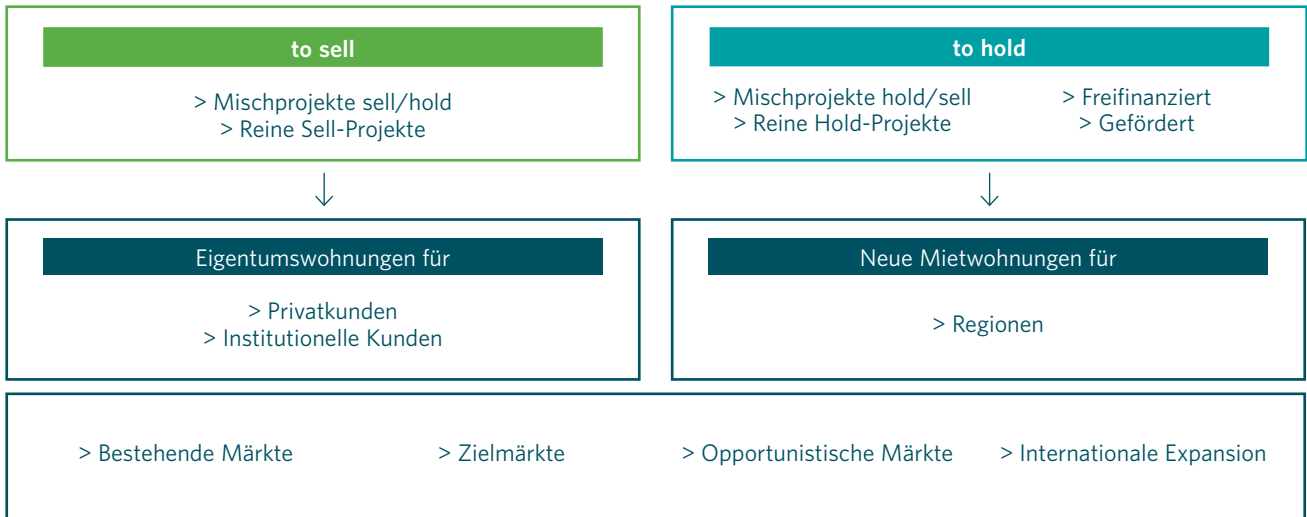 to sell
> Mischprojekte sell/hold
> Reine Sell-Projekte
to hold
> Mischprojekte hold/sell
> Reine Hold-Projekte
> Freifinanziert
> Gefördert
Eigentumswohnungen für
> Privatkunden
> Institutionelle Kunden
Neue Mietwohnungen für
> Regionen
> Bestehende Märkte
> Zielmärkte
> Opportunistische Märkte
> Internationale Expansion